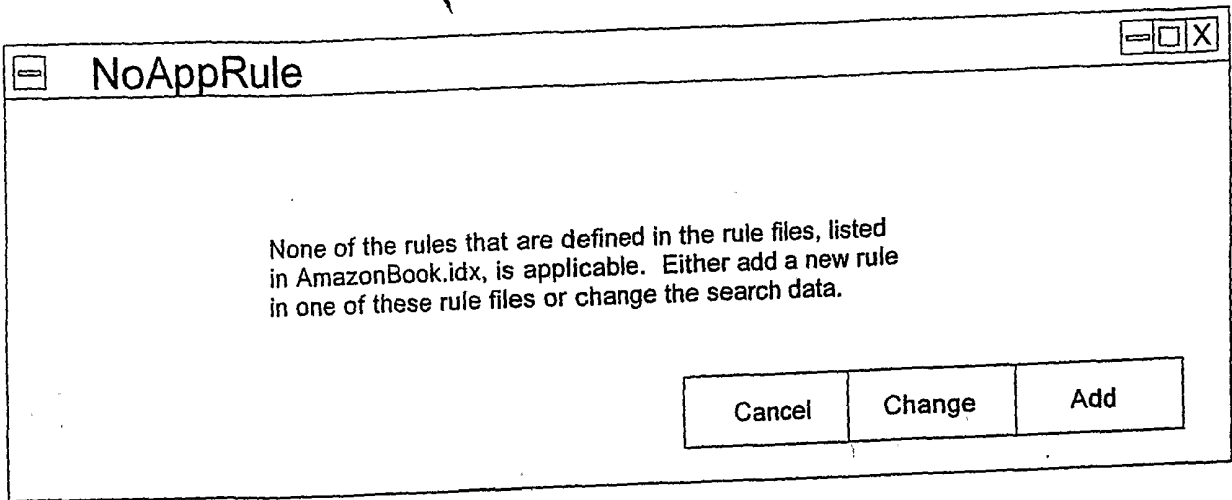 NoAppRule
None of the rules that are defined in the rule files, listed
in AmazonBook.idx, is applicable. Either add a new rule
in one of these rule files or change the search data.
Cancel Change Add